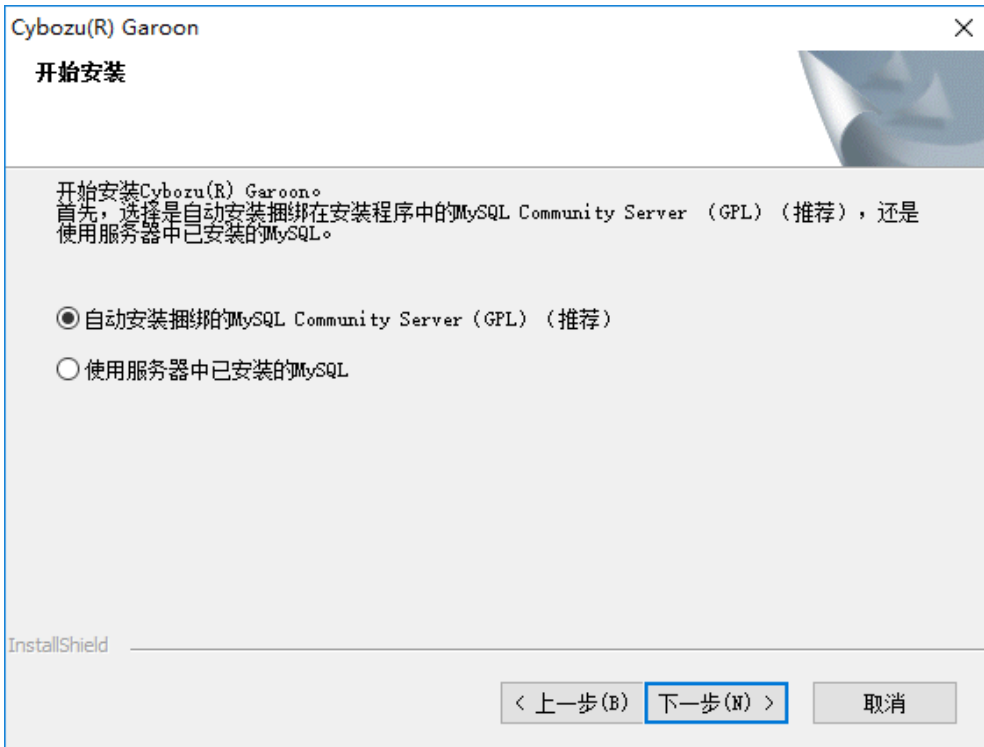 Cybozu(R) Garoon
开始安装
开始安装Cybozu(R) Garoon。
首先，选择是自动安装捆绑在安装程序中的MySQL Community Server （GPL）（推荐），还是
使用服务器中已安装的MySQL。
自动安装捆绑的MySQL Community Server（GPL）（推荐）
使用服务器中已安装的MySQL
InstallShield
< 上一步(B) 下一步(N) > 取消